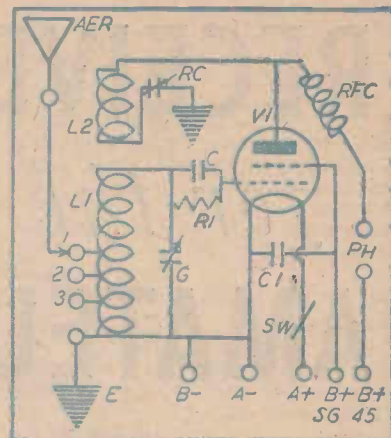 AER
RC
RFC
L2
V1
L1
C
R1
1
2
3
G
C1
PH
SW
E
B-
A-
A+
B+
B+
SG
45